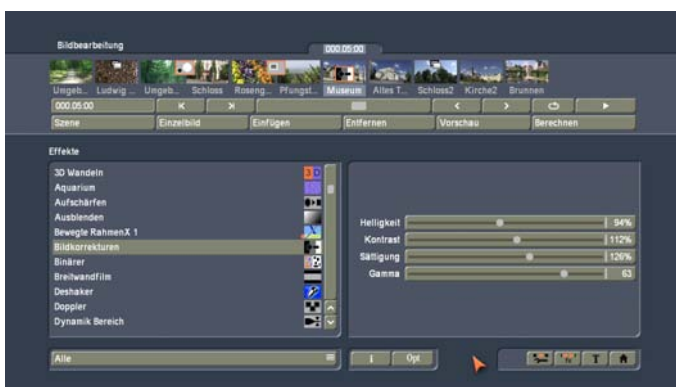 Bildbearbeitung
000.05:00
Umgeb... Ludwig ... Umgeb... Schloss Roseng... Pfungst... Museum Altes T... Schloss2 Kirche2 Brunnen
000.05:00
Szene Einzelbild Einfügen Entfernen Vorschau Berechnen
Effekte
3D Wandeln
Aquarium
Aufschärfen
Ausblenden
Bewegte RahmenX 1
Bildkorrekturen
Binärer
Breitwandfilm
Deshaker
Doppler
Dynamik Bereich
Helligkeit 94%
Kontrast 112%
Sättigung 126%
Gamma 63
Alle
i Opt
T